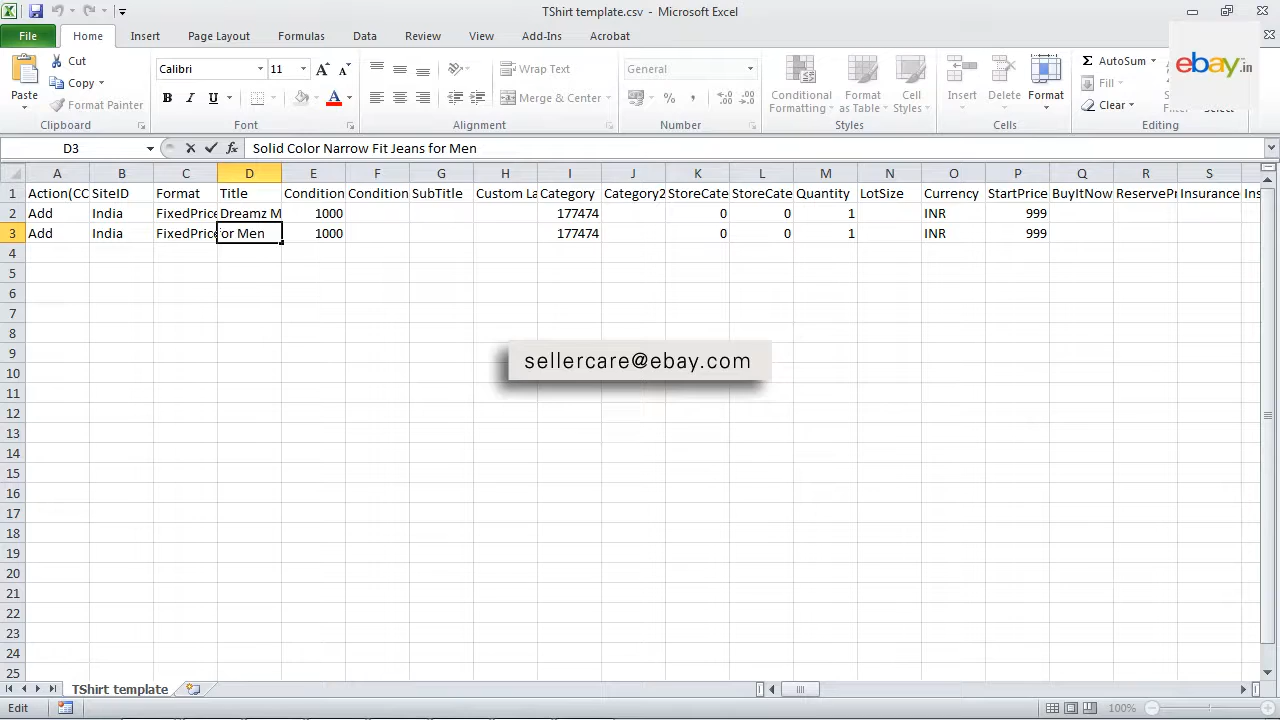 TShirt template.csv - Microsoft Excel
File Home Insert Page Layout Formulas Data Review View Add-Ins Acrobat
ebay.in
Paste
Cut
Copy
Format Painter
Clipboard
Calibri 11
B I U
Font
Wrap Text
Merge & Center
Alignment
General
Number
Conditional Formatting
Format as Table
Cell Styles
Styles
Insert Delete Format
Cells
AutoSum
Fill
Clear
Select
Editing
D3 fx Solid Color Narrow Fit Jeans for Men
A B C D E F G H I J K L M N O P Q R S
1 Action(CC SiteID Format Title Condition Condition SubTitle Custom La Category Category2 StoreCate StoreCate Quantity LotSize Currency StartPrice BuyItNow ReservePr Insurance Ins
2 Add India FixedPrice Dreamz M 1000 177474 0 0 1 INR 999
3 Add India FixedPrice or Men 1000 177474 0 0 1 INR 999
4
5
6
7
8
9
10
11
12
13
14
15
16
17
18
19
20
21
22
23
24
25
sellercare@ebay.com
TShirt template
Edit 100%